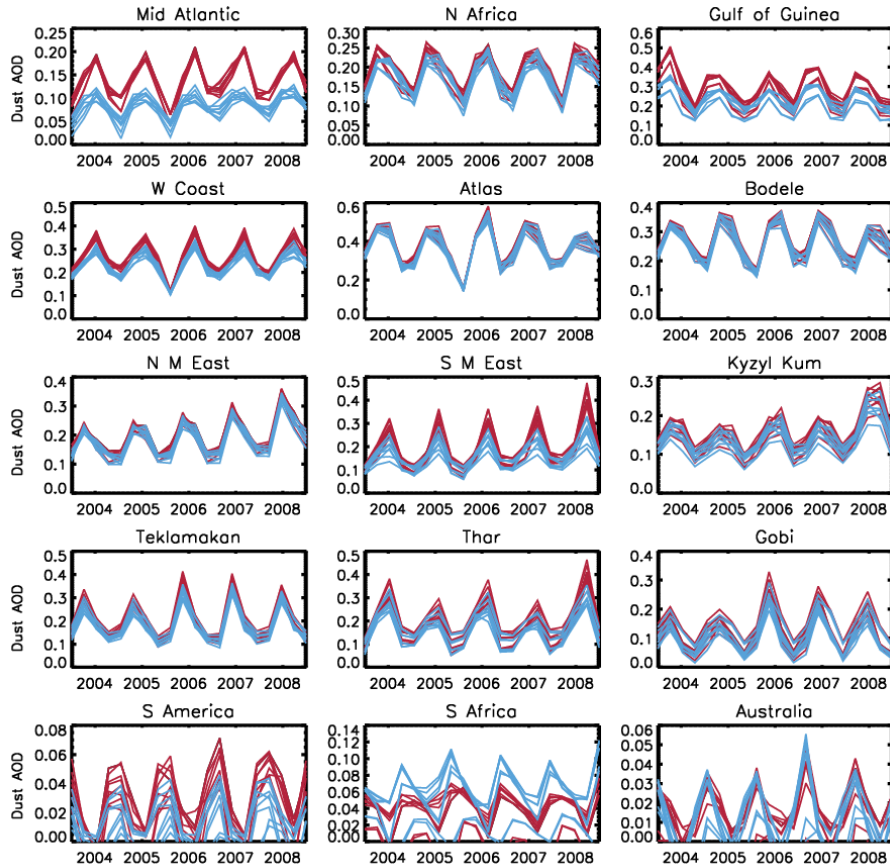 Mid Atlantic N Africa Gulf of Guinea
Dust AOD
0.25 0.30 0.6
0.20 0.25 0.5
0.15 0.20 0.4
0.10 0.15 0.3
0.05 0.10 0.2
0.00 0.05 0.1
0.00 0.0
2004 2005 2006 2007 2008 2004 2005 2006 2007 2008 2004 2005 2006 2007 2008
W Coast Atlas Bodele
Dust AOD
0.5 0.6 0.4
0.4 0.4 0.3
0.3 0.2 0.2
0.2 0.0 0.1
0.1 0.0
0.0
2004 2005 2006 2007 2008 2004 2005 2006 2007 2008 2004 2005 2006 2007 2008
N M East S M East Kyzyl Kum
Dust AOD
0.4 0.5 0.3
0.3 0.4 0.2
0.2 0.3 0.1
0.1 0.2 0.0
0.0 0.1
0.0
2004 2005 2006 2007 2008 2004 2005 2006 2007 2008 2004 2005 2006 2007 2008
Teklamakan Thar Gobi
Dust AOD
0.5 0.5 0.4
0.4 0.4 0.3
0.3 0.3 0.2
0.2 0.2 0.1
0.1 0.1 0.0
0.0 0.0
2004 2005 2006 2007 2008 2004 2005 2006 2007 2008 2004 2005 2006 2007 2008
S America S Africa Australia
Dust AOD
0.08 0.14 0.06
0.06 0.12 0.05
0.04 0.10 0.04
0.02 0.08 0.03
0.00 0.06 0.02
0.04 0.01
0.02 0.00
0.00
2004 2005 2006 2007 2008 2004 2005 2006 2007 2008 2004 2005 2006 2007 2008